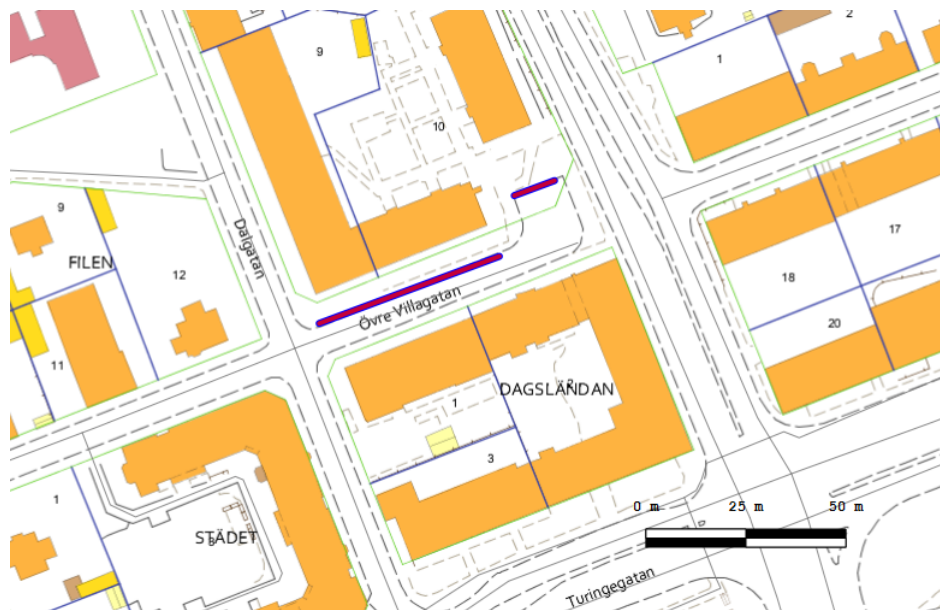 2
9
1
10
9
17
Dalgatan
FILEN
12
18
Övre Villagatan
20
11
DAGSLÄNDAN
1
3
1
0 m 25 m 50 m
STÄDET
Turingegatan